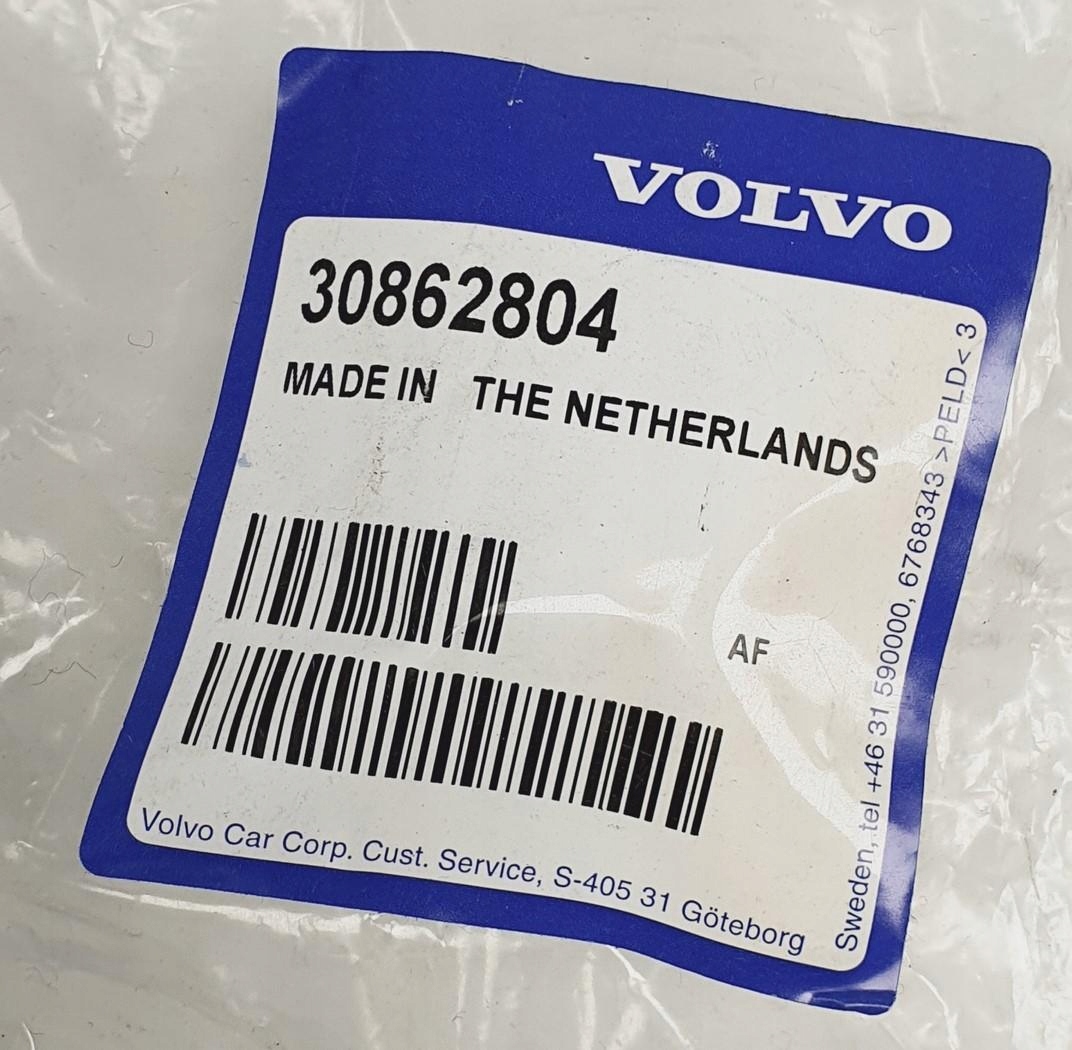 VOLVO
30862804
MADE IN THE NETHERLANDS
AF
Volvo Car Corp. Cust. Service, S-405 31 Göteborg
Sweden, tel +46 31 590000, 6768343 >PELD< 3